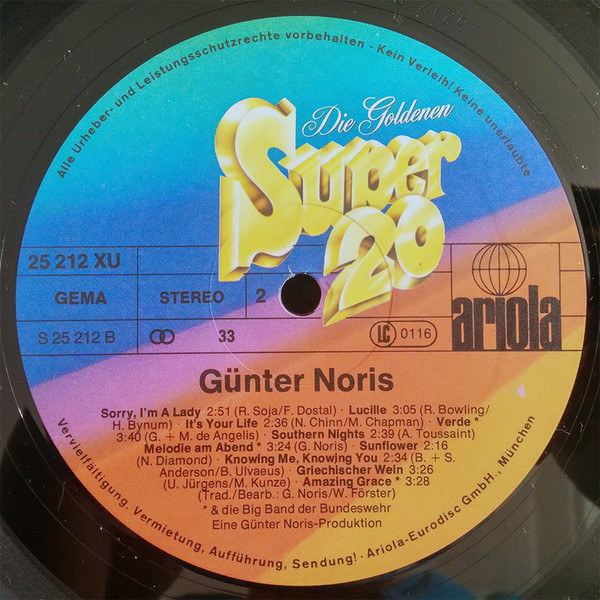 Alle Urheber- und Leistungsschutzrechte vorbehalten - Kein Verleih! Keine unerlaubte
Die Goldenen
Super
20
25 212 XU
GEMA
STEREO
2
S 25 212 B
33
LC 0116
ariola
Günter Noris
Sorry, I'm A Lady 2:51 (R. Soja/F. Dostal) · Lucille 3:05 (R. Bowling/
H. Bynum) · It's Your Life 2:36 (N. Chinn/M. Chapman) · Verde *
3:40 (G. + M. de Angelis) · Southern Nights 2:39 (A. Toussaint)
Melodie am Abend * 3:24 (G. Noris) · Sunflower 2:16
(N. Diamond) · Knowing Me, Knowing You 2:34 (B. + S.
Anderson/B. Ulvaeus) · Griechischer Wein 3:26
(U. Jürgens/M. Kunze) · Amazing Grace * 3:28
(Trad./Bearb.: G. Noris/W. Förster)
* & die Big Band der Bundeswehr
Eine Günter Noris-Produktion
Vervielfältigung, Vermietung, Aufführung, Sendung! · Ariola-Eurodisc GmbH., München